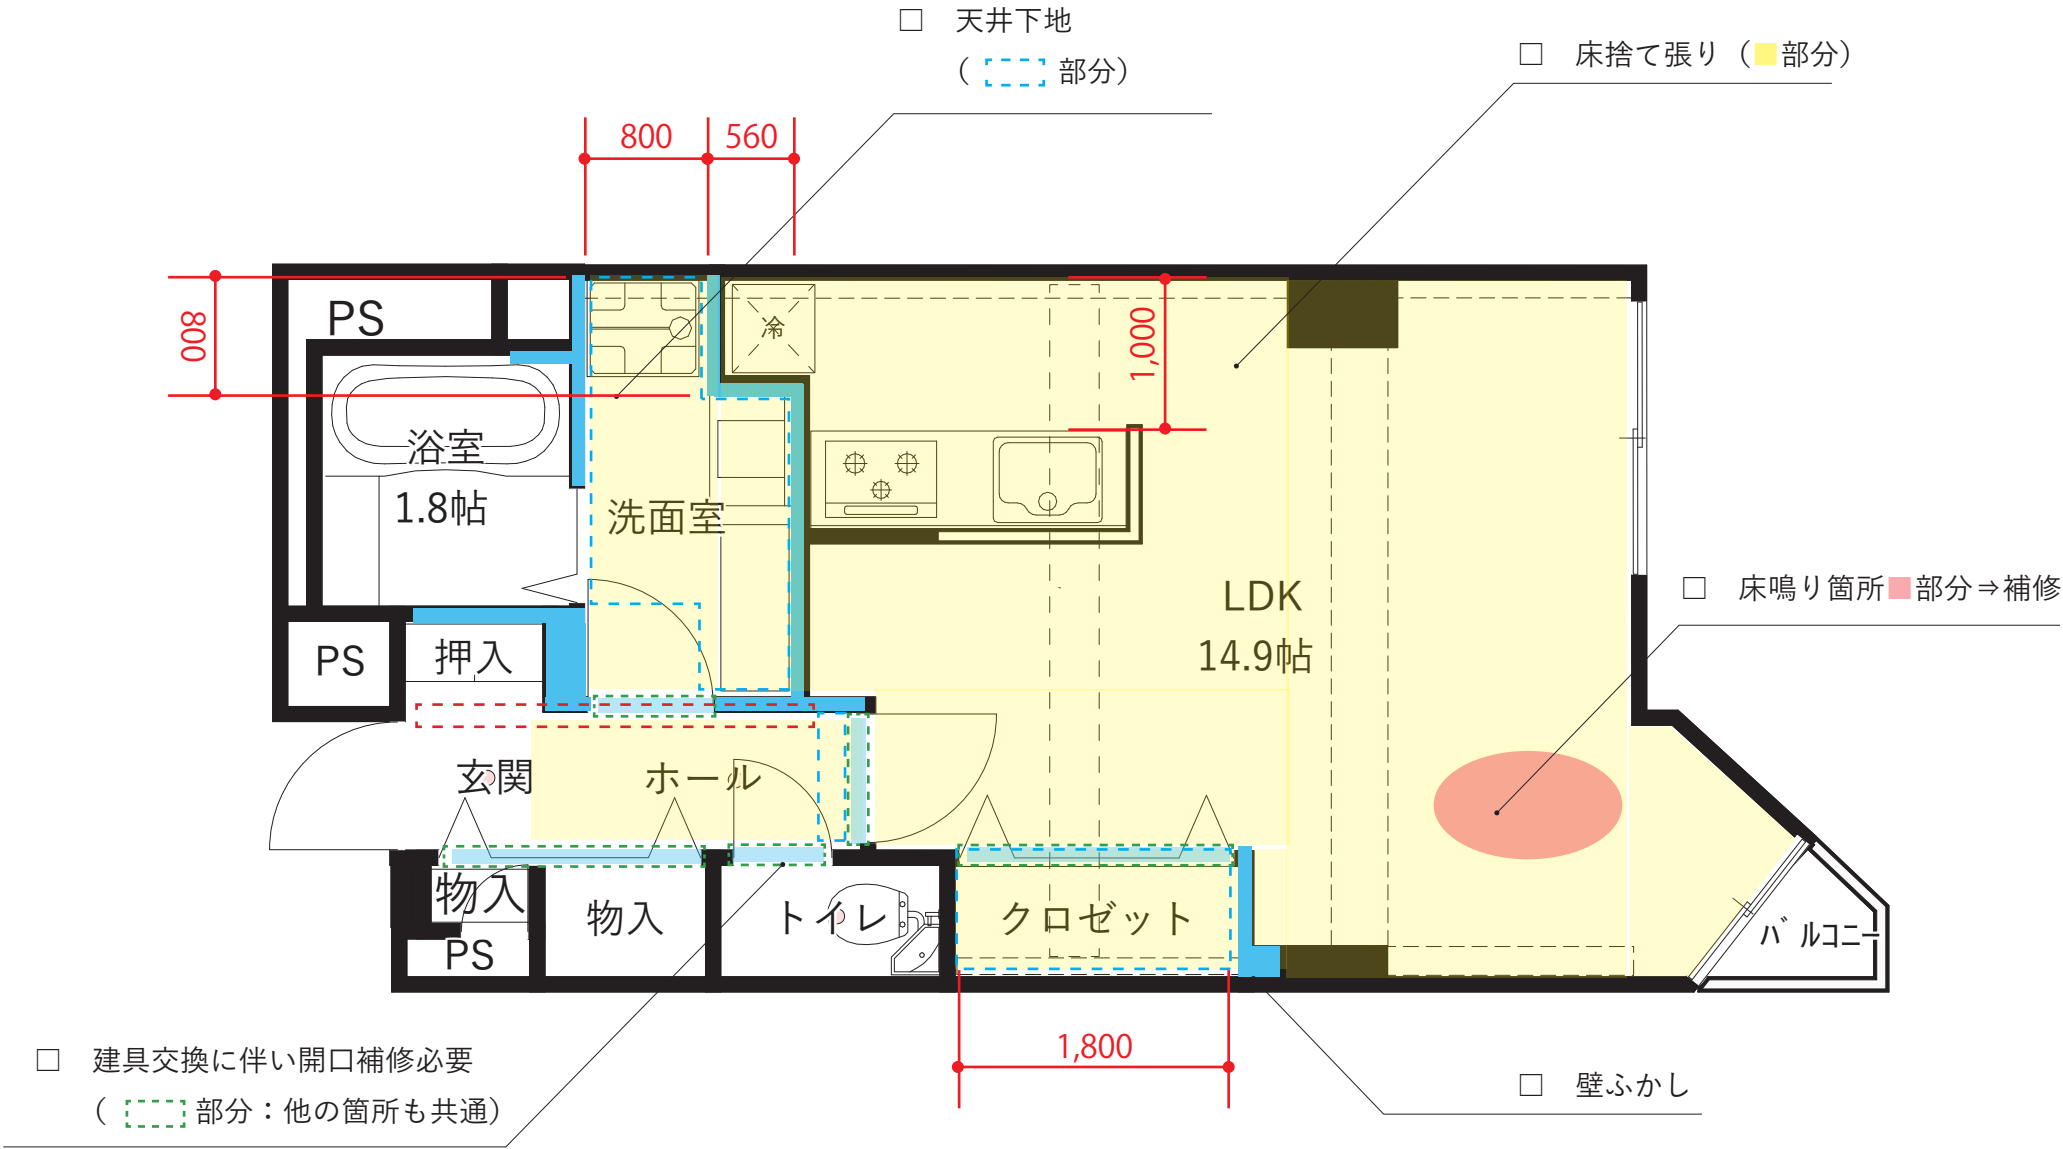 □ 天井下地
( 部分)
□ 床捨て張り（部分）
800
560
800
PS
冷
1,000
浴室
1.8帖
洗面室
LDK
14.9帖
□ 床鳴り箇所 部分⇒補修
PS
押入
玄関
ホール
物入
PS
物入
トイレ
クロゼット
バルコニー
1,800
□ 建具交換に伴い開口補修必要
( 部分：他の箇所も共通)
□ 壁ふかし